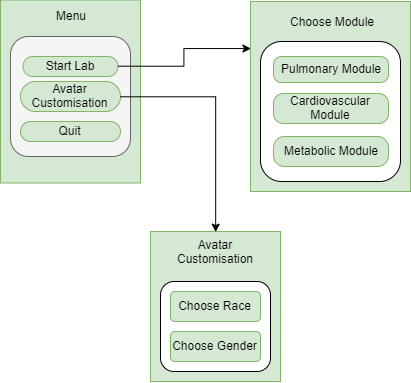 Menu
Start Lab
Avatar
Customisation
Quit
Choose Module
Pulmonary Module
Cardiovascular
Module
Metabolic Module
Avatar
Customisation
Choose Race
Choose Gender